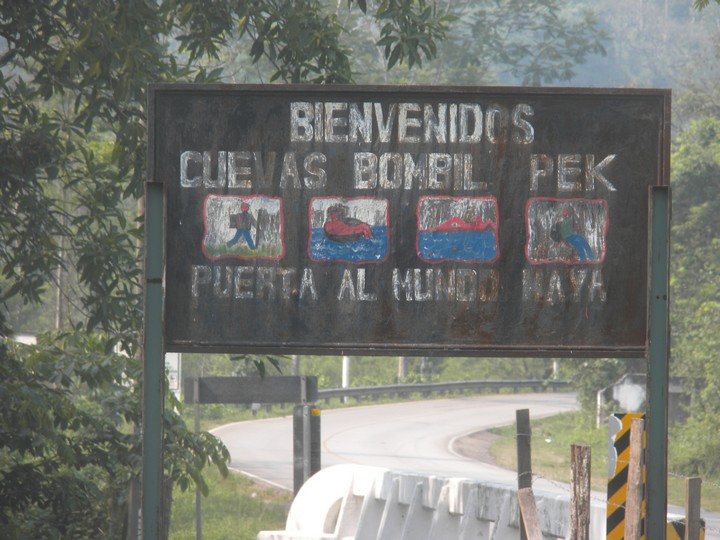 BIENVENIDOS
CUEVAS BOMBIL PEK
PUERTA AL MUNDO MAYA